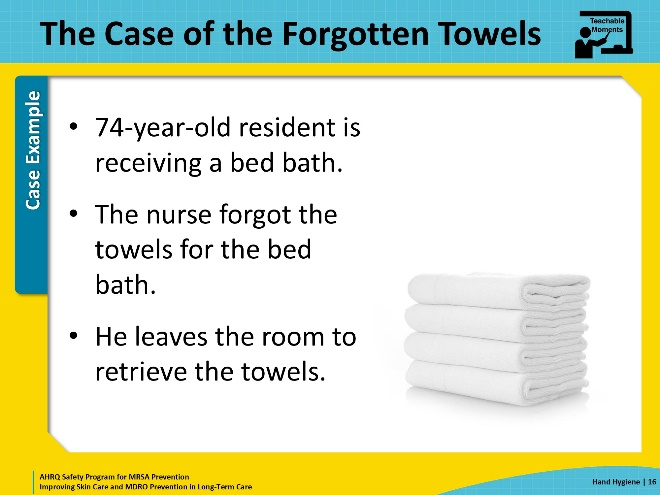 The Case of the Forgotten Towels
Teachable
Moments
Case Example
• 74-year-old resident is
receiving a bed bath.
• The nurse forgot the
towels for the bed
bath.
• He leaves the room to
retrieve the towels.
AHRQ Safety Program for MRSA Prevention
Improving Skin Care and MDRO Prevention in Long-Term Care
Hand Hygiene | 16